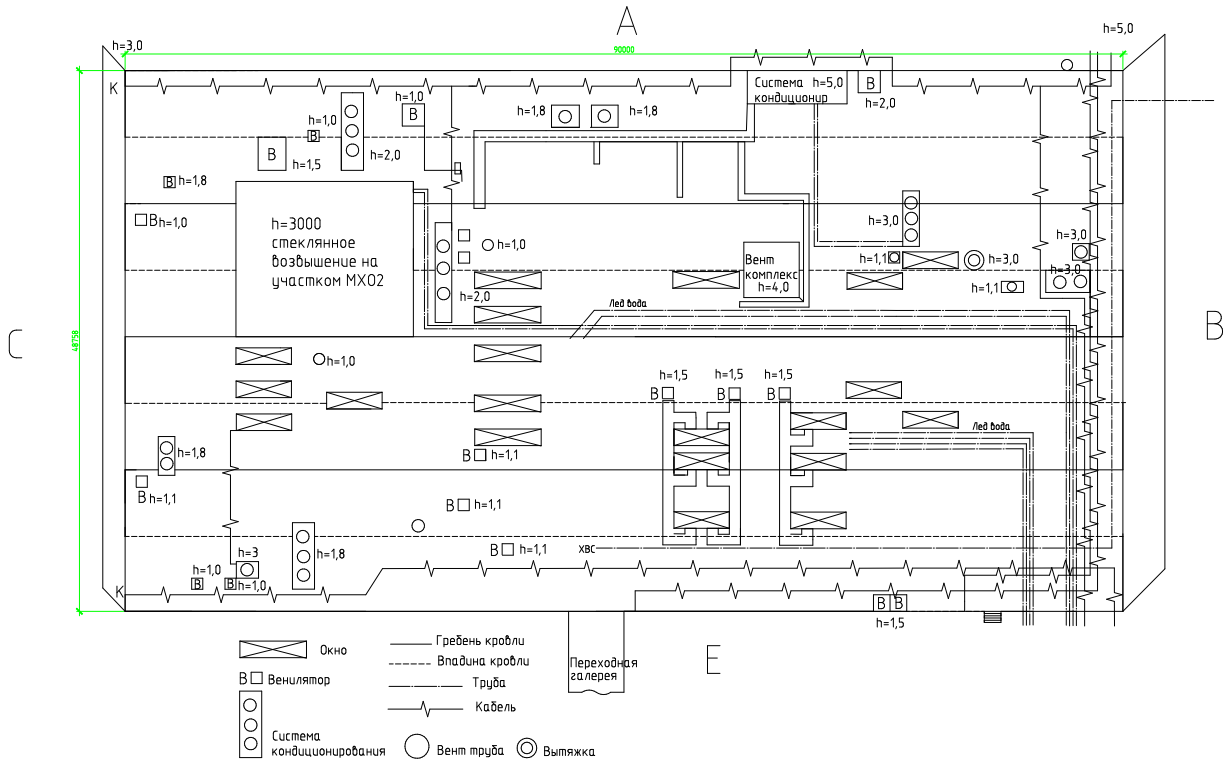 A
h=5,0
h=3,0
90000
K
Система h=5,0
кондиционир
B
h=2,0
h=1,0
B
h=1,8
h=1,8
h=1,0
B
B
h=1,5
h=2,0
B h=1,8
B h=1,0
h=3000
стеклянное
возвышение на
участком МХ02
h=1,0
h=2,0
h=3,0
h=3,0
h=1,1
h=3,0
h=3,0
h=1,1
Вент
комплекс
h=4,0
Лед вода
C
48758
B
h=1,0
h=1,5
h=1,5
h=1,5
B
B
B
Лед вода
h=1,8
B h=1,1
B h=1,1
B h=1,1
B h=1,1
ХВС
h=1,8
h=3
h=1,0
B
B h=1,0
K
B B
h=1,5
E
Окно
B Венилятор
Система
кондиционирования
Гребень кровли
Впадина кровли
Труба
Кабель
Вент труба
Вытяжка
Переходная
галерея